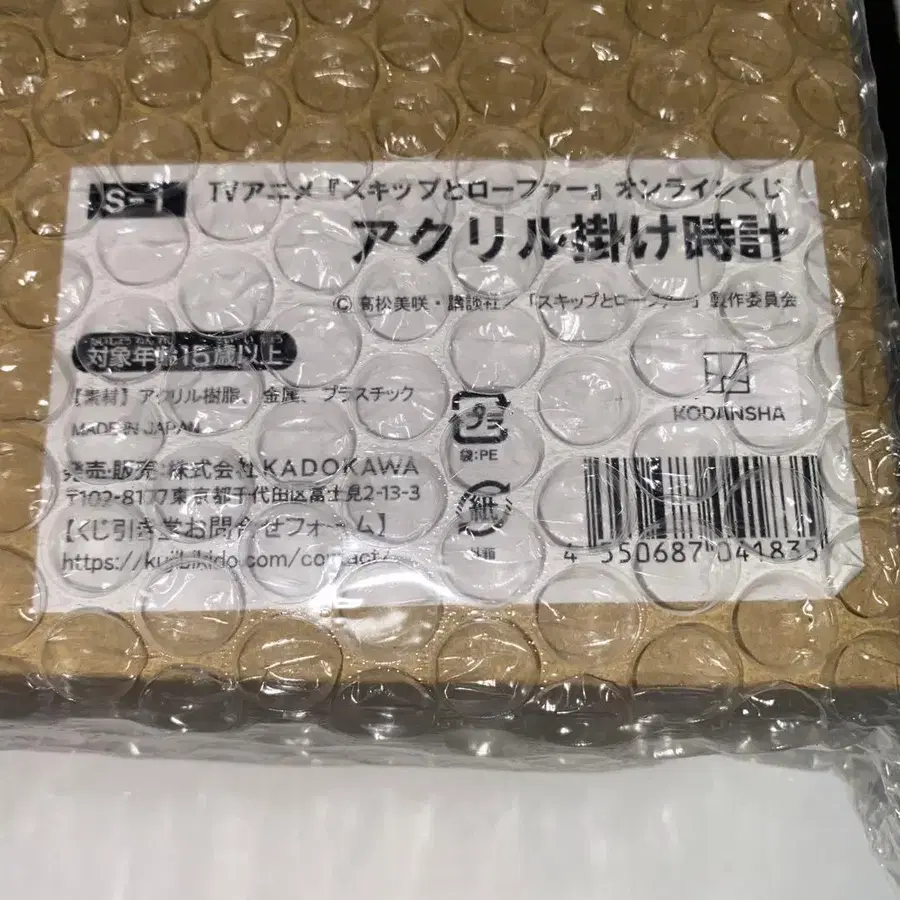 S-1
TVアニメ『スキップとローファー』オンラインくじ
アクリル掛け時計
© 高松美咲・講談社／「スキップとローファー」製作委員会
対象年齢15歳以上
【素材】アクリル樹脂、金属、プラスチック
MADE IN JAPAN
KODANSHA
袋:PE
発売・販売：株式会社KADOKAWA
〒102-8177東京都千代田区富士見2-13-3
【くじ引き堂お問合せフォーム】
https://kujibikido.com/contact/
紙
4 550687 041835